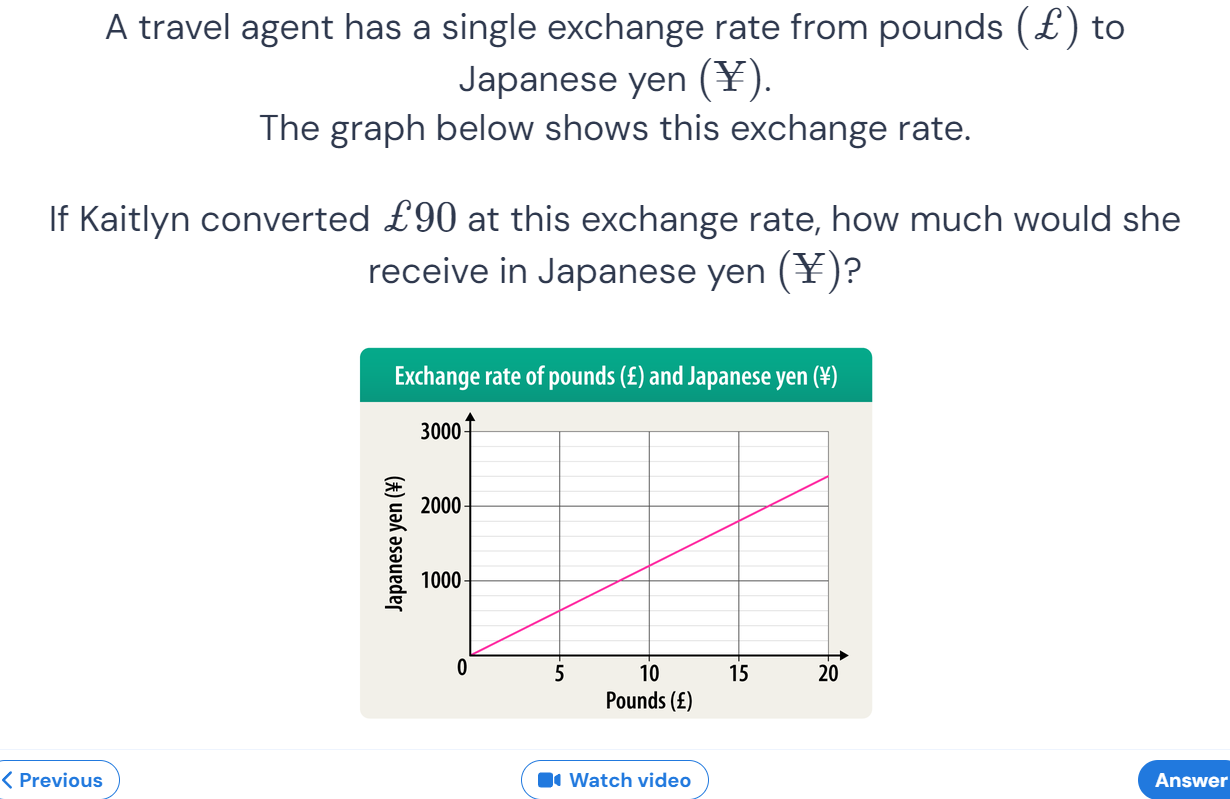 A travel agent has a single exchange rate from pounds (£) to
Japanese yen (¥).
The graph below shows this exchange rate.
If Kaitlyn converted £90 at this exchange rate, how much would she
receive in Japanese yen (¥)?
Exchange rate of pounds (£) and Japanese yen (¥)
3000
2000
1000
0
Japanese yen (¥)
5 10 15 20
Pounds (£)
Previous
Watch video
Answer